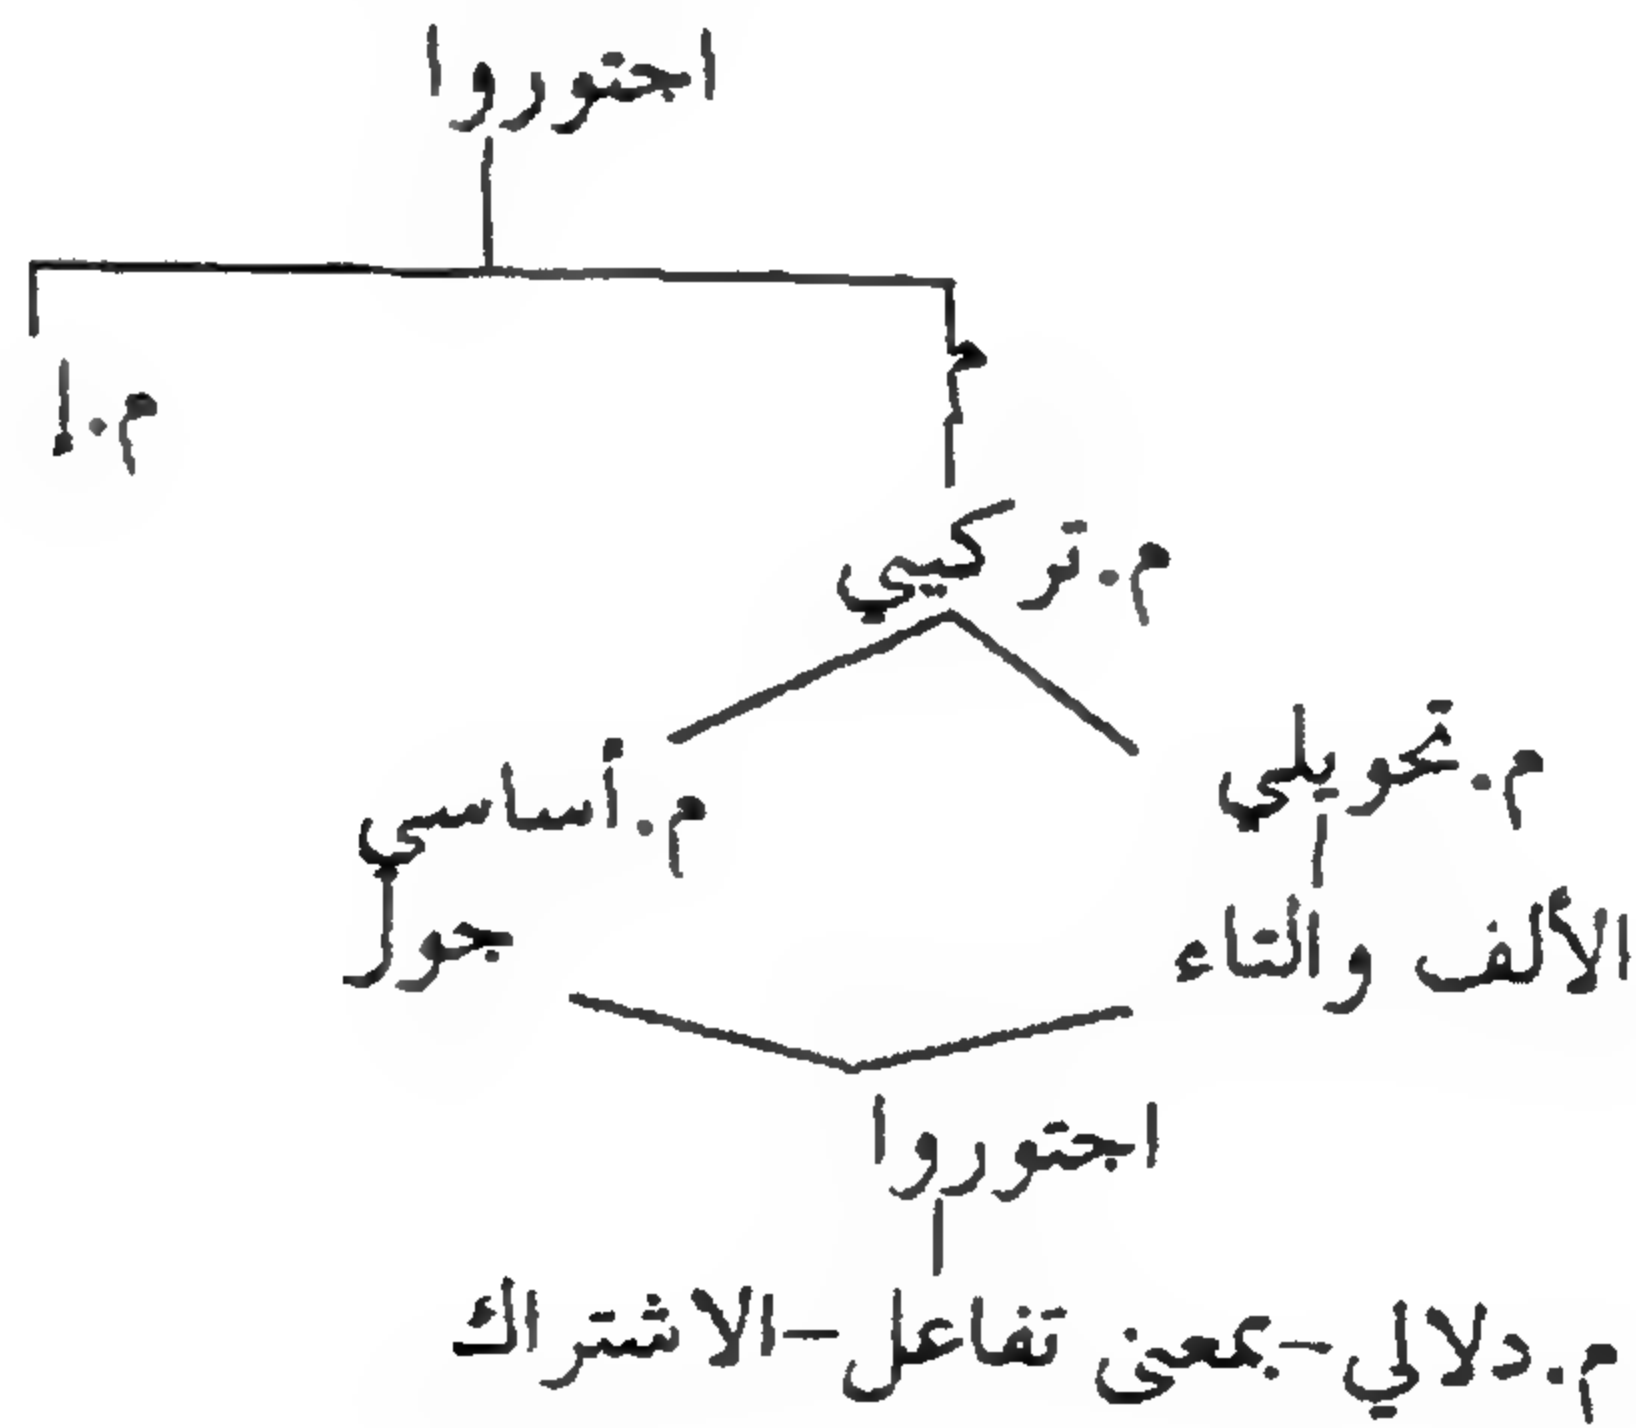 اجتوروا
م
م.إ
م.تركيبي
م.تحويلي
م.أساسي
الألف والتاء
جور
اجتوروا
م.دلالي-بمعنى تفاعل-الاشتراك